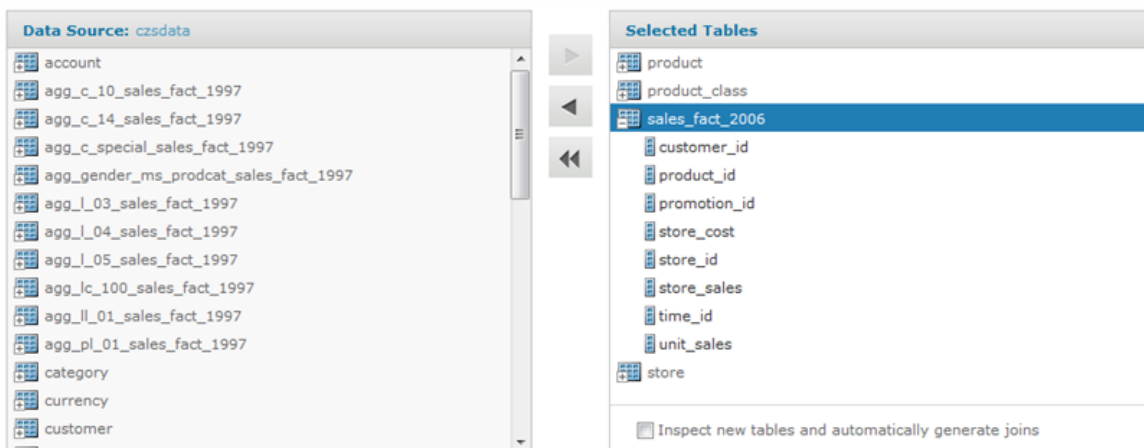 Data Source: czsdata
account
agg_c_10_sales_fact_1997
agg_c_14_sales_fact_1997
agg_c_special_sales_fact_1997
agg_gender_ms_prodcat_sales_fact_1997
agg_l_03_sales_fact_1997
agg_l_04_sales_fact_1997
agg_l_05_sales_fact_1997
agg_lc_100_sales_fact_1997
agg_ll_01_sales_fact_1997
agg_pl_01_sales_fact_1997
category
currency
customer
Selected Tables
product
product_class
sales_fact_2006
customer_id
product_id
promotion_id
store_cost
store_id
store_sales
time_id
unit_sales
store
Inspect new tables and automatically generate joins